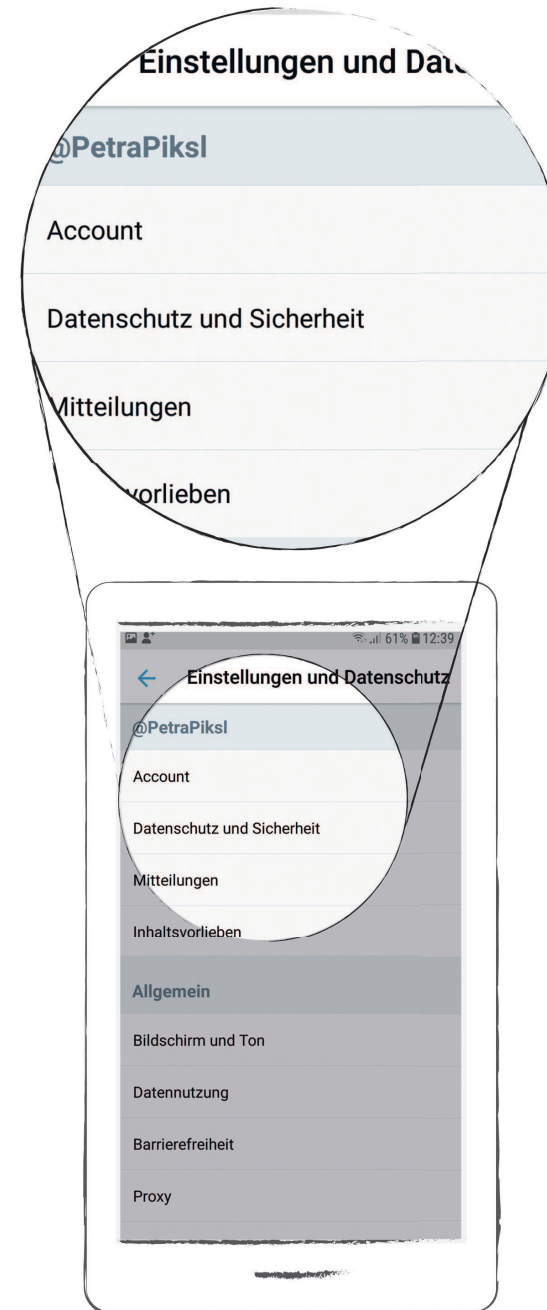 Einstellungen und Date
@PetraPiksl
Account
Datenschutz und Sicherheit
Mitteilungen
vorlieben
61% 12:39
Einstellungen und Datenschutz
@PetraPiksl
Account
Datenschutz und Sicherheit
Mitteilungen
Inhaltsvorlieben
Allgemein
Bildschirm und Ton
Datennutzung
Barrierefreiheit
Proxy